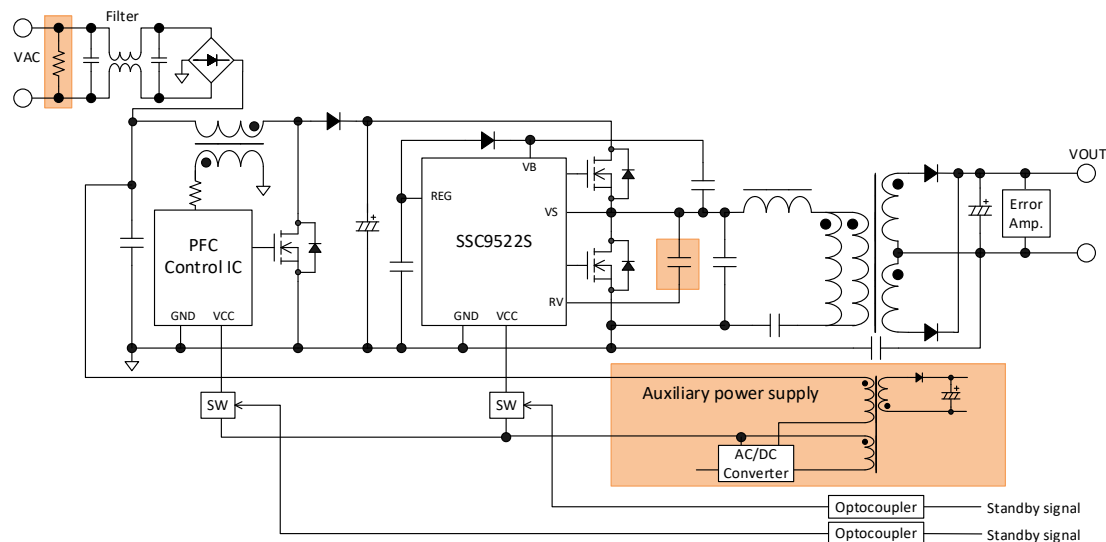 Filter
VAC
VOUT
VB
REG
VS
Error
Amp.
SSC9522S
PFC
Control IC
RV
GND
VCC
GND
VCC
Auxiliary power supply
SW
SW
AC/DC
Converter
Optocoupler
Standby signal
Optocoupler
Standby signal